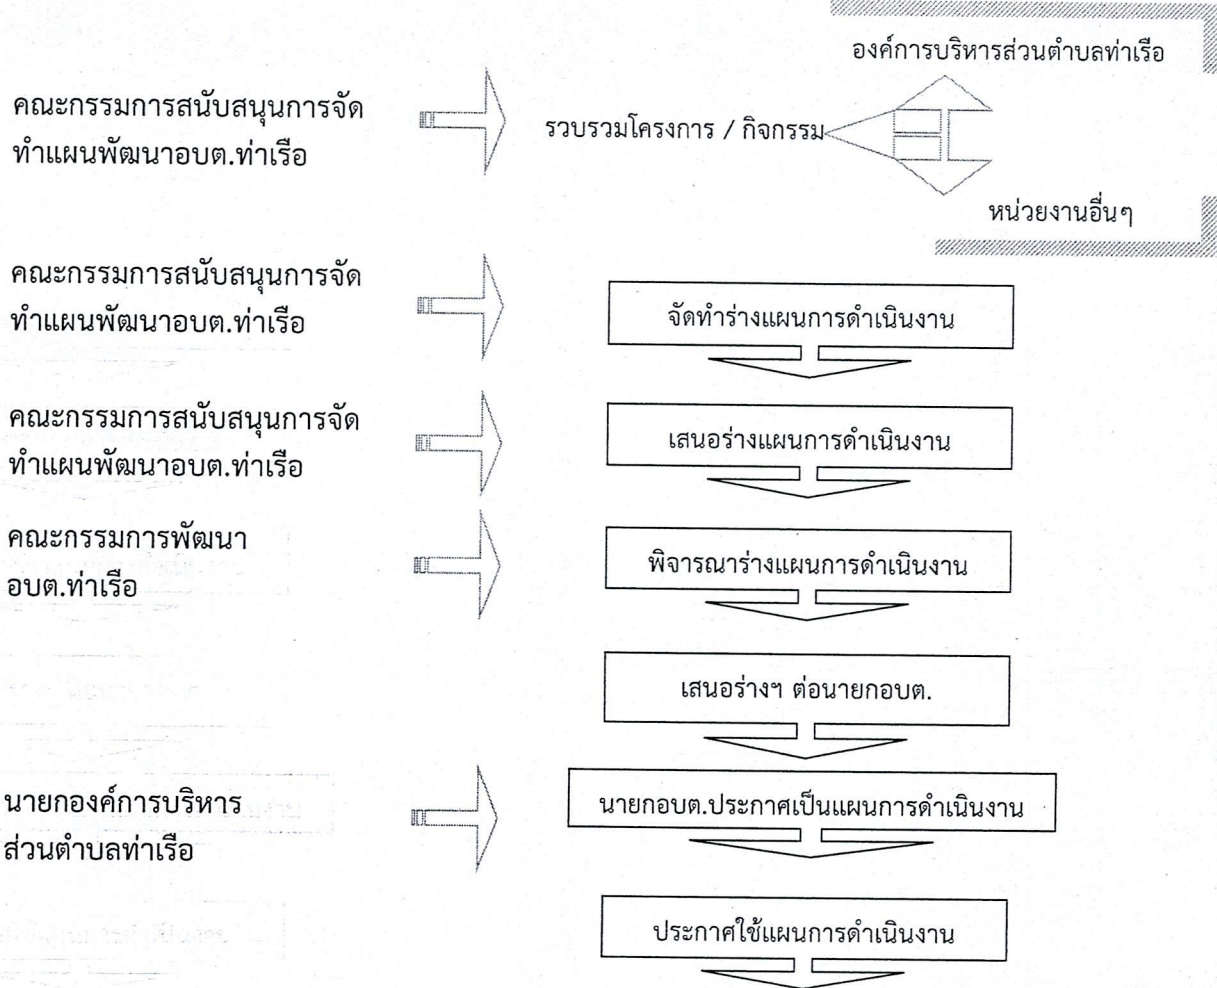 องค์การบริหารส่วนตำบลท่าเรือ
คณะกรรมการสนับสนุนการจัด
ทำแผนพัฒนาอบต.ท่าเรือ
รวบรวมโครงการ / กิจกรรม
หน่วยงานอื่นๆ
คณะกรรมการสนับสนุนการจัด
ทำแผนพัฒนาอบต.ท่าเรือ
จัดทำร่างแผนการดำเนินงาน
คณะกรรมการสนับสนุนการจัด
ทำแผนพัฒนาอบต.ท่าเรือ
เสนอร่างแผนการดำเนินงาน
คณะกรรมการพัฒนา
อบต.ท่าเรือ
พิจารณาร่างแผนการดำเนินงาน
เสนอร่างฯ ต่อนายกอบต.
นายกองค์การบริหาร
ส่วนตำบลท่าเรือ
นายกอบต.ประกาศเป็นแผนการดำเนินงาน
ประกาศใช้แผนการดำเนินงาน